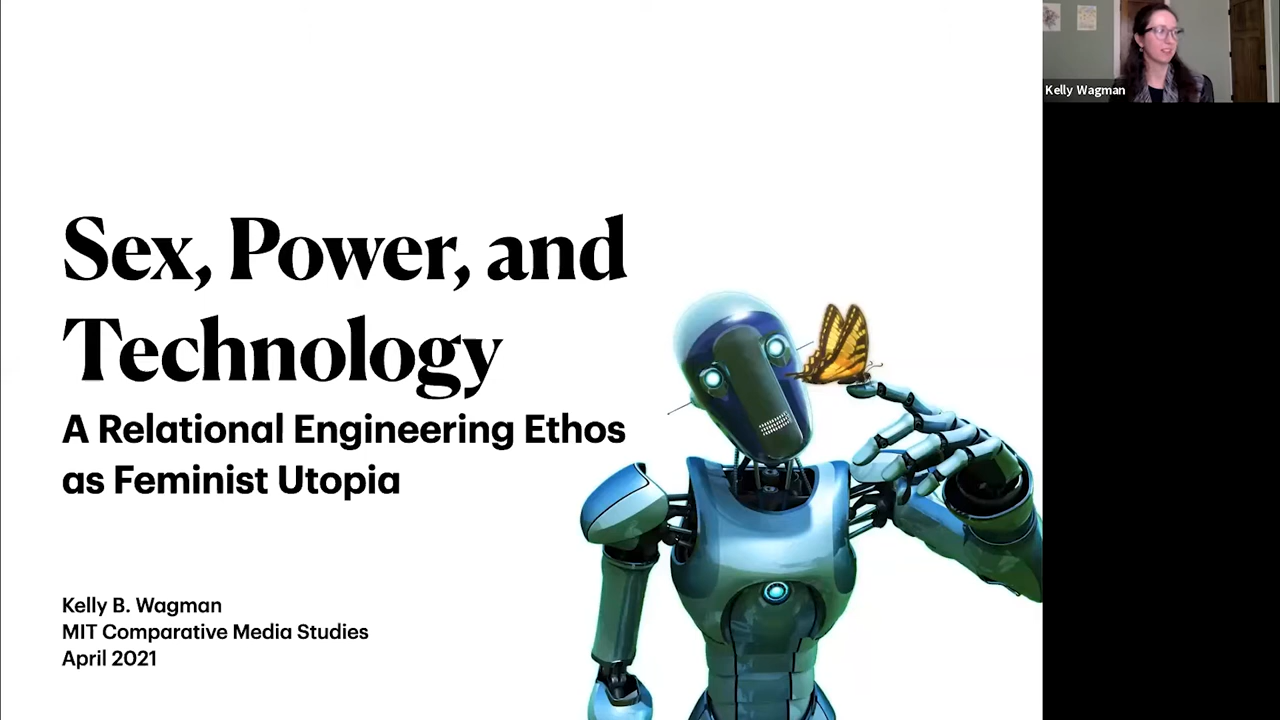 Sex, Power, and
Technology
A Relational Engineering Ethos
as Feminist Utopia
Kelly B. Wagman
MIT Comparative Media Studies
April 2021
Kelly Wagman